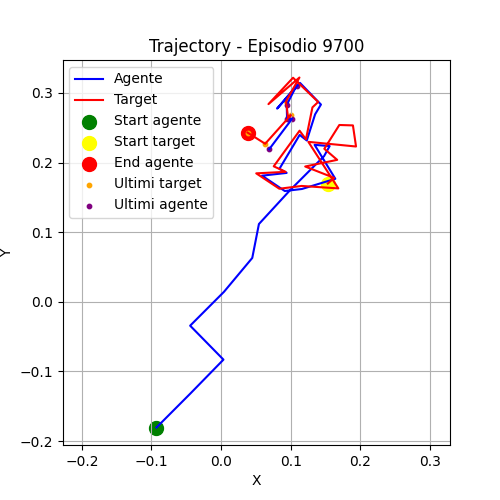 Trajectory - Episodio 9700
Agente
Target
Start agente
Start target
End agente
Ultimi target
Ultimi agente
Y
0.3
0.2
0.1
0.0
−0.1
−0.2
−0.2
−0.1
0.0
0.1
0.2
0.3
X